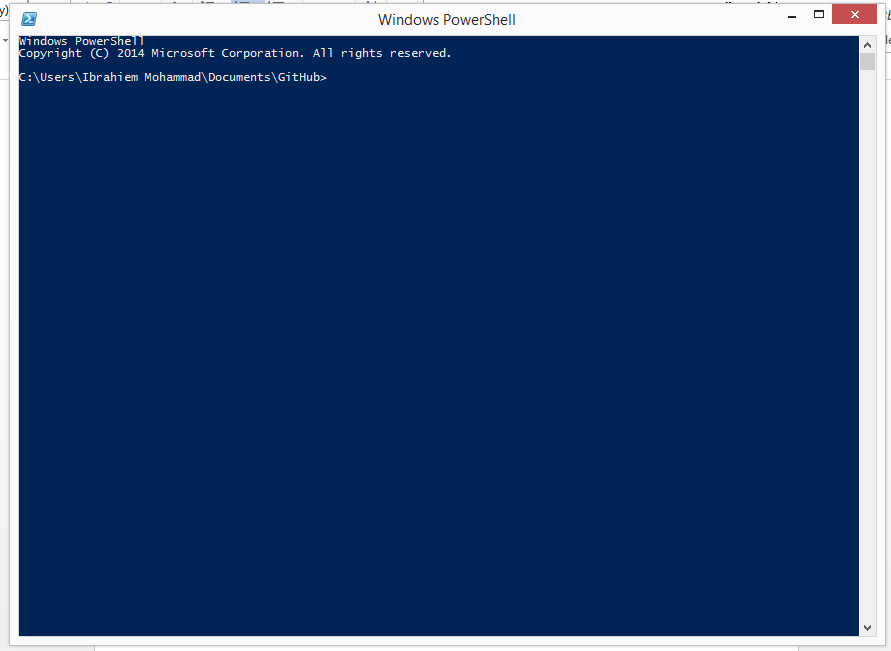 Windows PowerShell
Windows PowerShell
Copyright (C) 2014 Microsoft Corporation. All rights reserved.
C:\Users\Ibrahiem Mohammad\Documents\GitHub>